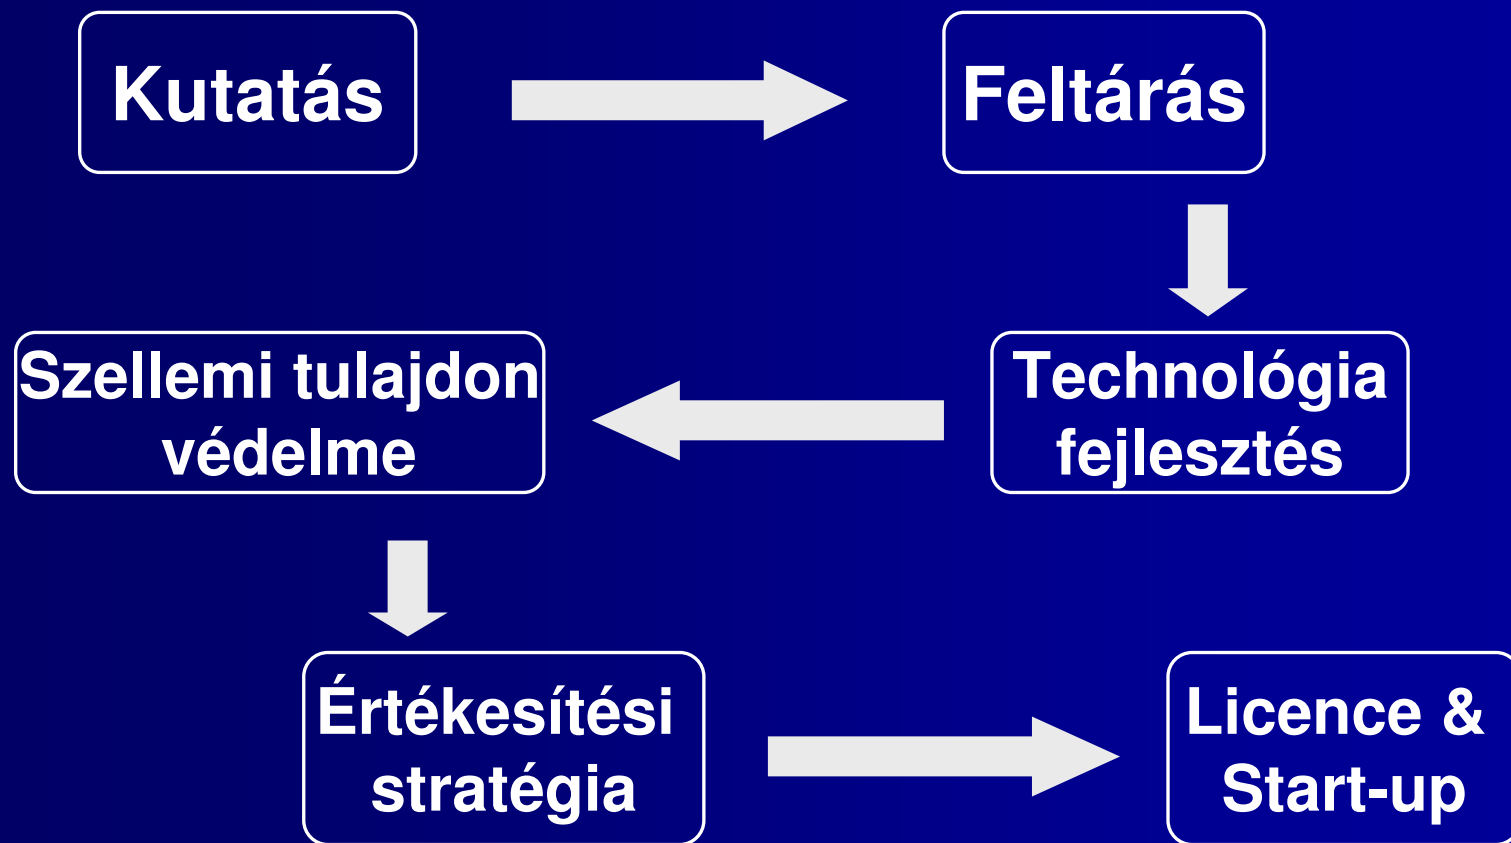 Kutatás
Feltárás
Technológia
fejlesztés
Szellemi tulajdon
védelme
Értékesítési
stratégia
Licence &
Start-up